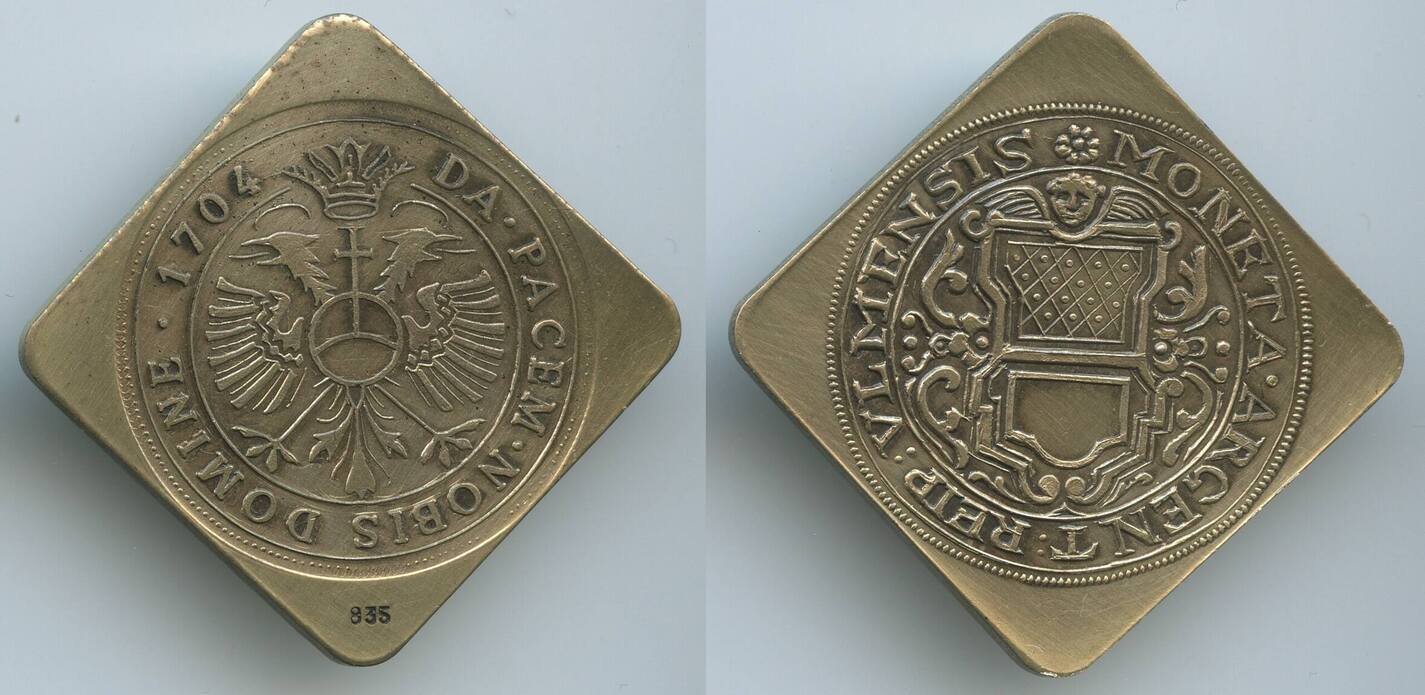 DA · PACEM · NOBIS DOMINE · 1704
835
MONETA · ARGENT : REIP : VLMENSIS